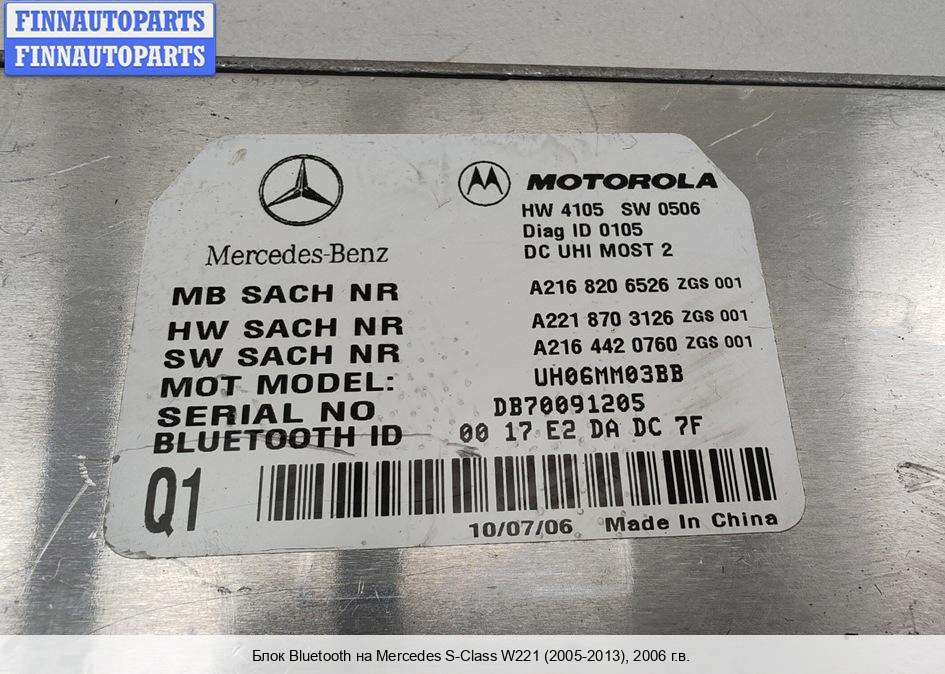 FINNAUTOPARTS
FINNAUTOPARTS
Mercedes-Benz
MOTOROLA
HW 4105 SW 0506
Diag ID 0105
DC UHI MOST 2
MB SACH NR A216 820 6526 ZGS 001
HW SACH NR A221 870 3126 ZGS 001
SW SACH NR A216 442 0760 ZGS 001
MOT MODEL: UH06MM03BB
SERIAL NO DB70091205
BLUETOOTH ID 00 17 E2 DA DC 7F
Q1
10/07/06 Made In China
Блок Bluetooth на Mercedes S-Class W221 (2005-2013), 2006 г.в.